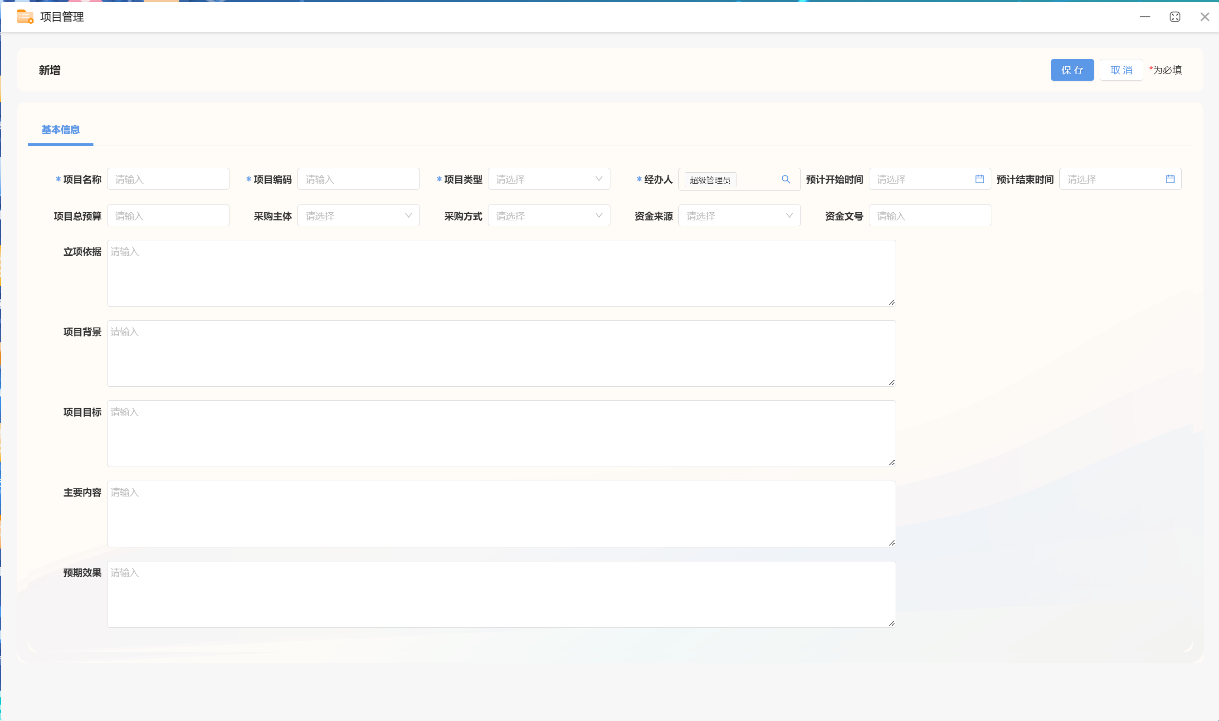 项目管理
新增 保 存 取 消 *为必填
基本信息
*项目名称 请输入 *项目编码 请输入 *项目类型 请选择 *经办人 超级管理员 预计开始时间 请选择 预计结束时间 请选择
项目总预算 请输入 采购主体 请选择 采购方式 请选择 资金来源 请选择 资金文号 请输入
立项依据 请输入
项目背景 请输入
项目目标 请输入
主要内容 请输入
预期效果 请输入